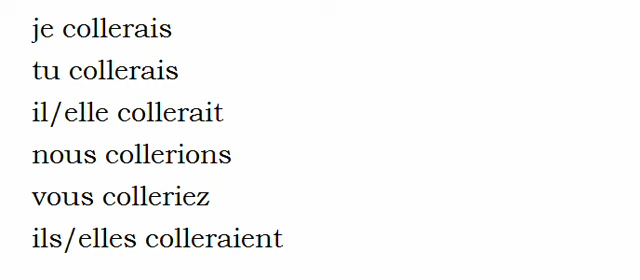 je collerais
tu collerais
il/elle collerait
nous collerions
vous colleriez
ils/elles colleraient